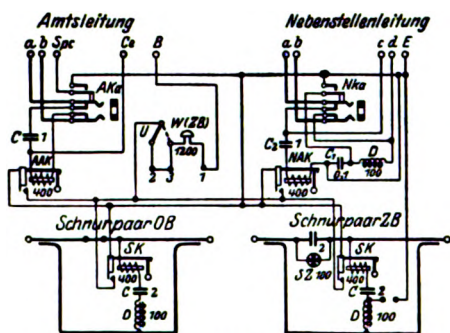 Amtsleitung Nebenstellenleitung
a b Spc Ce B a b c d E
AKa Nka
C 1 U W(ZB) C₂ 1 C₁ D
AAK 1200 NAK 0,1 100
400 2 3 1 400
Schnurpaar OB Schnurpaar ZB
SK 2 SK
400 SZ 100 400
C 2 C 2
D 100 D 100